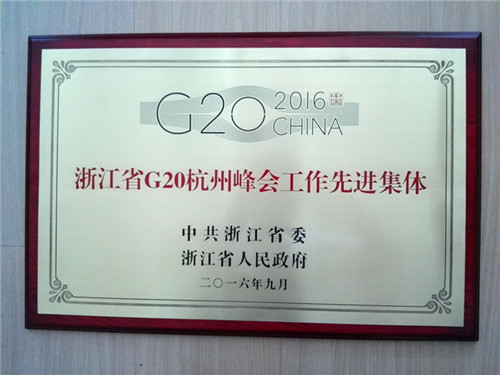 G20 2016
CHINA
浙江省G20杭州峰会工作先进集体
中共浙江省委
浙江省人民政府
二〇一六年九月